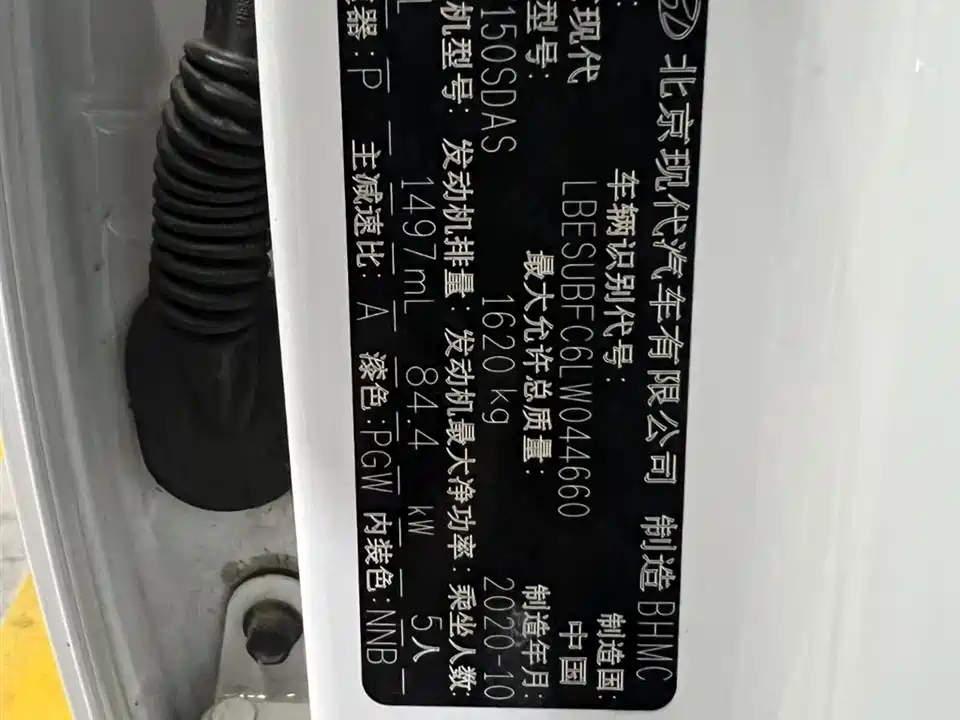 北京现代汽车有限公司 制造 BHMC
车辆识别代号: 制造国:
现代 LBESUBFC6LW044660 中国
型号: 最大允许总质量: 制造年月:
150SDAS 1620 kg 2020-10
机型号: 发动机排量: 发动机最大净功率: 乘坐人数:
1497mL 84.4 kW 5人
器: P 主减速比: A 漆色:PGW 内装色:NNB